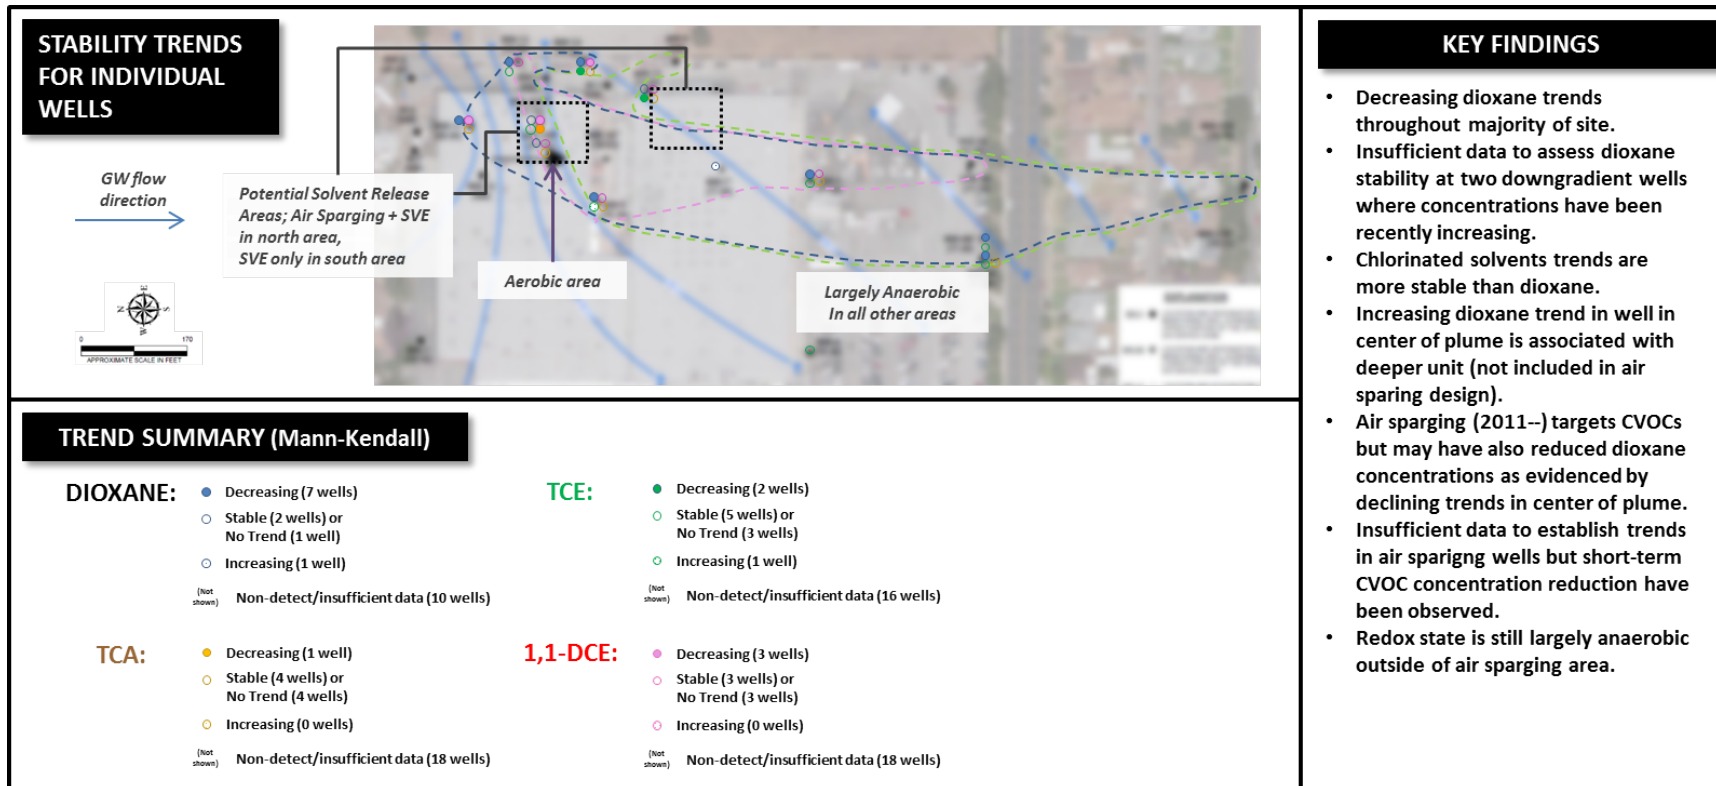 STABILITY TRENDS
FOR INDIVIDUAL
WELLS
GW flow
direction
Potential Solvent Release
Areas; Air Sparging + SVE
in north area,
SVE only in south area
Aerobic area
Largely Anaerobic
In all other areas
N
E
S
W
0
170
APPROXIMATE SCALE IN FEET
TREND SUMMARY (Mann-Kendall)
DIOXANE:
Decreasing (7 wells)
Stable (2 wells) or
No Trend (1 well)
Increasing (1 well)
(Not
shown)
Non-detect/insufficient data (10 wells)
TCE:
Decreasing (2 wells)
Stable (5 wells) or
No Trend (3 wells)
Increasing (1 well)
(Not
shown)
Non-detect/insufficient data (16 wells)
TCA:
Decreasing (1 well)
Stable (4 wells) or
No Trend (4 wells)
Increasing (0 wells)
(Not
shown)
Non-detect/insufficient data (18 wells)
1,1-DCE:
Decreasing (3 wells)
Stable (3 wells) or
No Trend (3 wells)
Increasing (0 wells)
(Not
shown)
Non-detect/insufficient data (18 wells)
KEY FINDINGS
• Decreasing dioxane trends
throughout majority of site.
• Insufficient data to assess dioxane
stability at two downgradient wells
where concentrations have been
recently increasing.
• Chlorinated solvents trends are
more stable than dioxane.
• Increasing dioxane trend in well in
center of plume is associated with
deeper unit (not included in air
sparing design).
• Air sparging (2011--) targets CVOCs
but may have also reduced dioxane
concentrations as evidenced by
declining trends in center of plume.
• Insufficient data to establish trends
in air sparigng wells but short-term
CVOC concentration reduction have
been observed.
• Redox state is still largely anaerobic
outside of air sparging area.